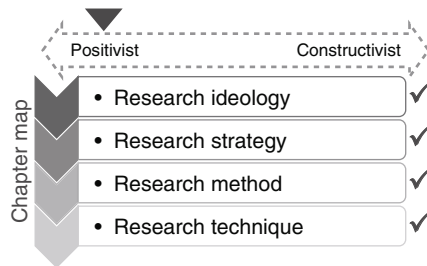 Positivist Constructivist
Chapter map
• Research ideology
• Research strategy
• Research method
• Research technique